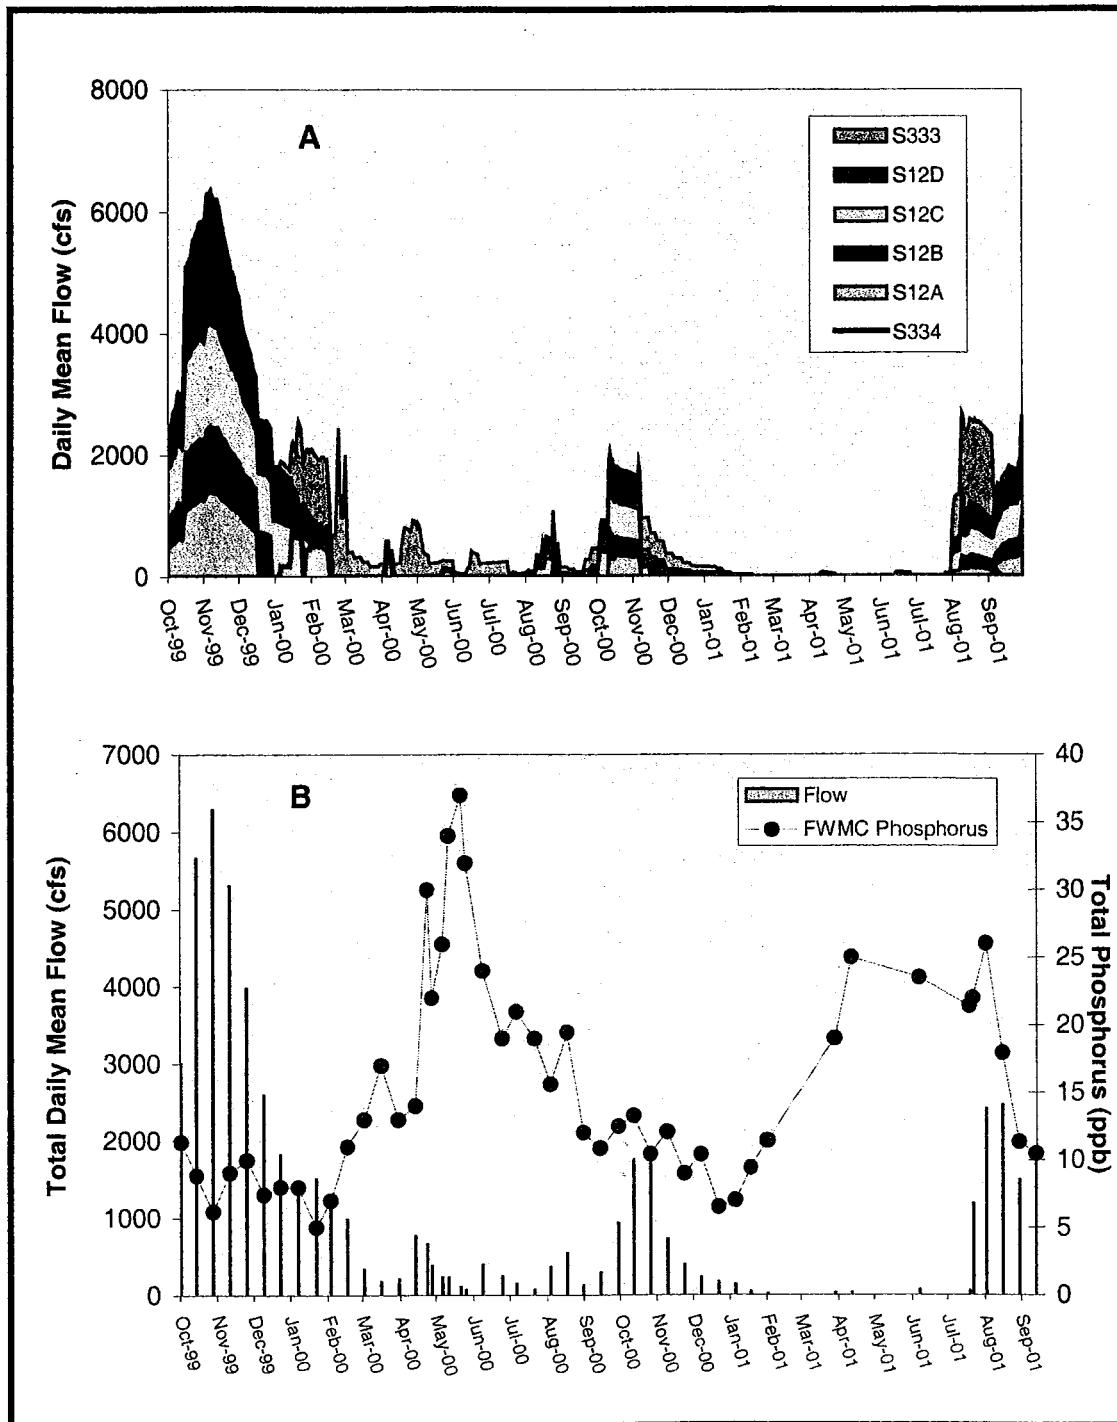 A
8000
6000
4000
2000
0
Daily Mean Flow (cfs)
S333
S12D
S12C
S12B
S12A
S334
Oct-99
Nov-99
Dec-99
Jan-00
Feb-00
Mar-00
Apr-00
May-00
Jun-00
Jul-00
Aug-00
Sep-00
Oct-00
Nov-00
Dec-00
Jan-01
Feb-01
Mar-01
Apr-01
May-01
Jun-01
Jul-01
Aug-01
Sep-01
B
7000
6000
5000
4000
3000
2000
1000
0
Total Daily Mean Flow (cfs)
Flow
FWMC Phosphorus
40
35
30
25
20
15
10
5
0
Total Phosphorus (ppb)
Oct-99
Nov-99
Dec-99
Jan-00
Feb-00
Mar-00
Apr-00
May-00
Jun-00
Jul-00
Aug-00
Sep-00
Oct-00
Nov-00
Dec-00
Jan-01
Feb-01
Mar-01
Apr-01
May-01
Jun-01
Jul-01
Aug-01
Sep-01